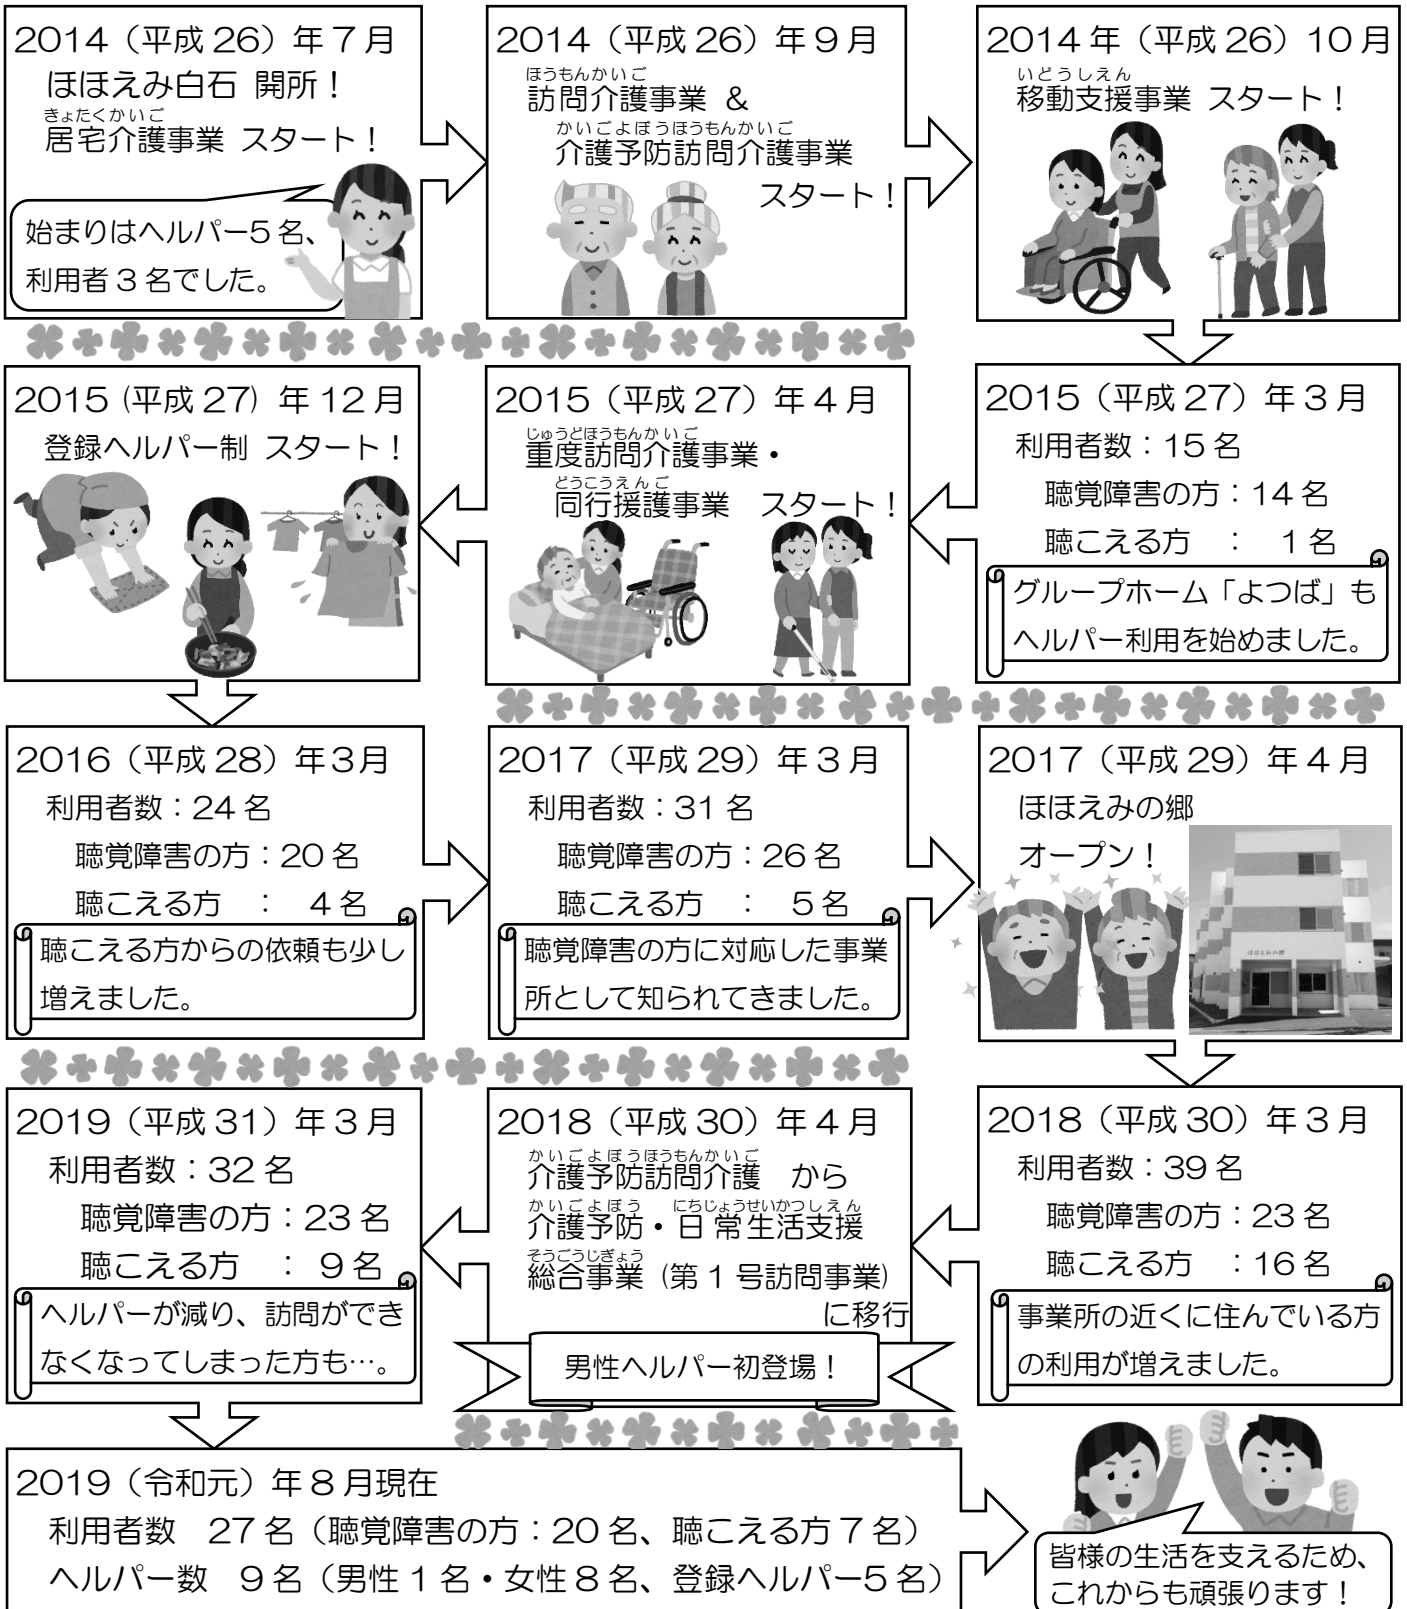 2014（平成26）年7月
ほほえみ白石 開所！
きょたくかいご
居宅介護事業 スタート！
始まりはヘルパー5名、
利用者3名でした。
2014（平成26）年9月
ほうもんかいご
訪問介護事業 &
かいごよぼうほうもんかいご
介護予防訪問介護事業
スタート！
2014年（平成26）10月
いどうしえん
移動支援事業 スタート！
2015（平成27）年3月
利用者数：15名
聴覚障害の方：14名
聴こえる方 ： 1名
グループホーム「よつば」も
ヘルパー利用を始めました。
2015（平成27）年4月
じゅうどほうもんかいご
重度訪問介護事業・
どうこうえんご
同行援護事業 スタート！
2015(平成27) 年12月
登録ヘルパー制 スタート！
2016（平成28）年3月
利用者数：24名
聴覚障害の方：20名
聴こえる方 ： 4名
聴こえる方からの依頼も少し
増えました。
2017（平成29）年3月
利用者数：31名
聴覚障害の方：26名
聴こえる方 ： 5名
聴覚障害の方に対応した事業
所として知られてきました。
2017（平成29）年4月
ほほえみの郷
オープン！
ほほえみの郷
2018（平成30）年3月
利用者数：39名
聴覚障害の方：23名
聴こえる方 ：16名
事業所の近くに住んでいる方
の利用が増えました。
2018（平成30）年4月
かいごよぼうほうもんかいご
介護予防訪問介護 から
かいごよぼう にちじょうせいかつしえん
介護予防・日常生活支援
そうごうじぎょう
総合事業（第1号訪問事業）
に移行
男性ヘルパー初登場！
2019（平成31）年3月
利用者数：32名
聴覚障害の方：23名
聴こえる方 ： 9名
ヘルパーが減り、訪問ができ
なくなってしまった方も…。
2019（令和元）年8月現在
利用者数 27名（聴覚障害の方：20名、聴こえる方7名）
ヘルパー数 9名（男性1名・女性8名、登録ヘルパー5名）
皆様の生活を支えるため、
これからも頑張ります！